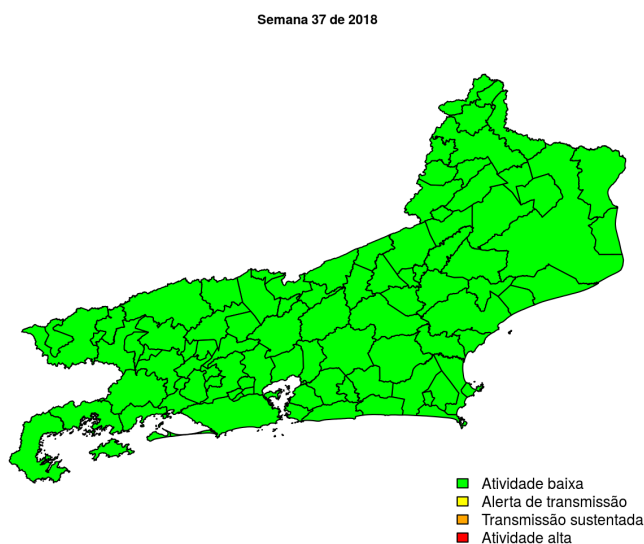 Semana 37 de 2018
Atividade baixa
Alerta de transmissão
Transmissão sustentada
Atividade alta